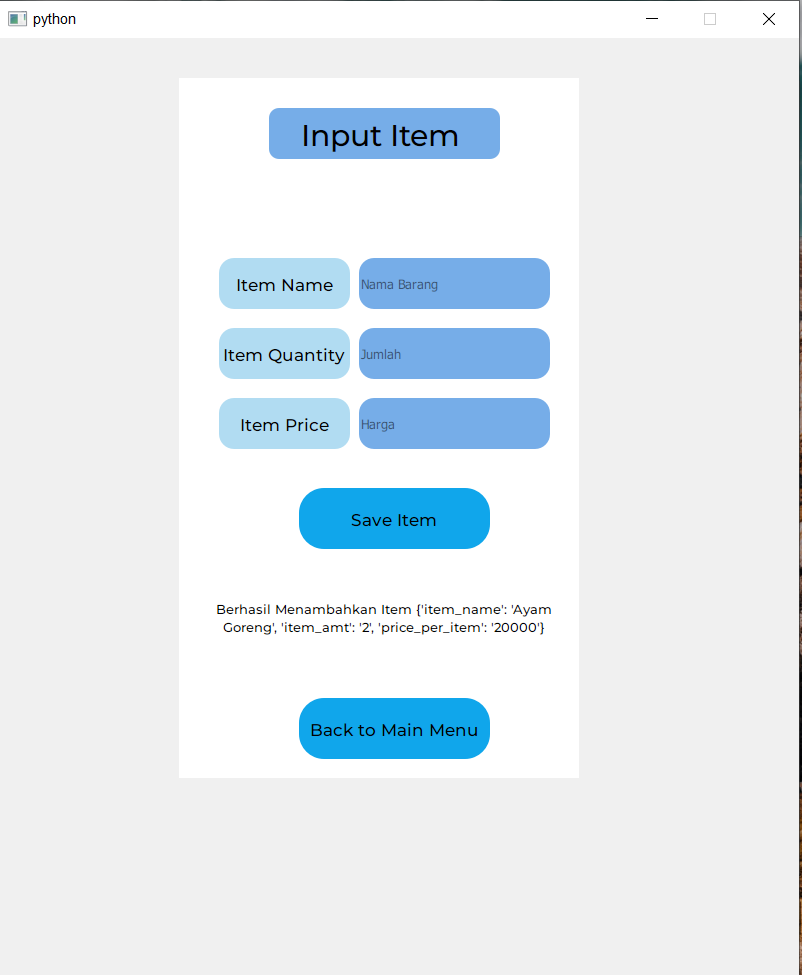 python
Input Item
Item Name
Nama Barang
Item Quantity
Jumlah
Item Price
Harga
Save Item
Berhasil Menambahkan Item {'item_name': 'Ayam
Goreng', 'item_amt': '2', 'price_per_item': '20000'}
Back to Main Menu